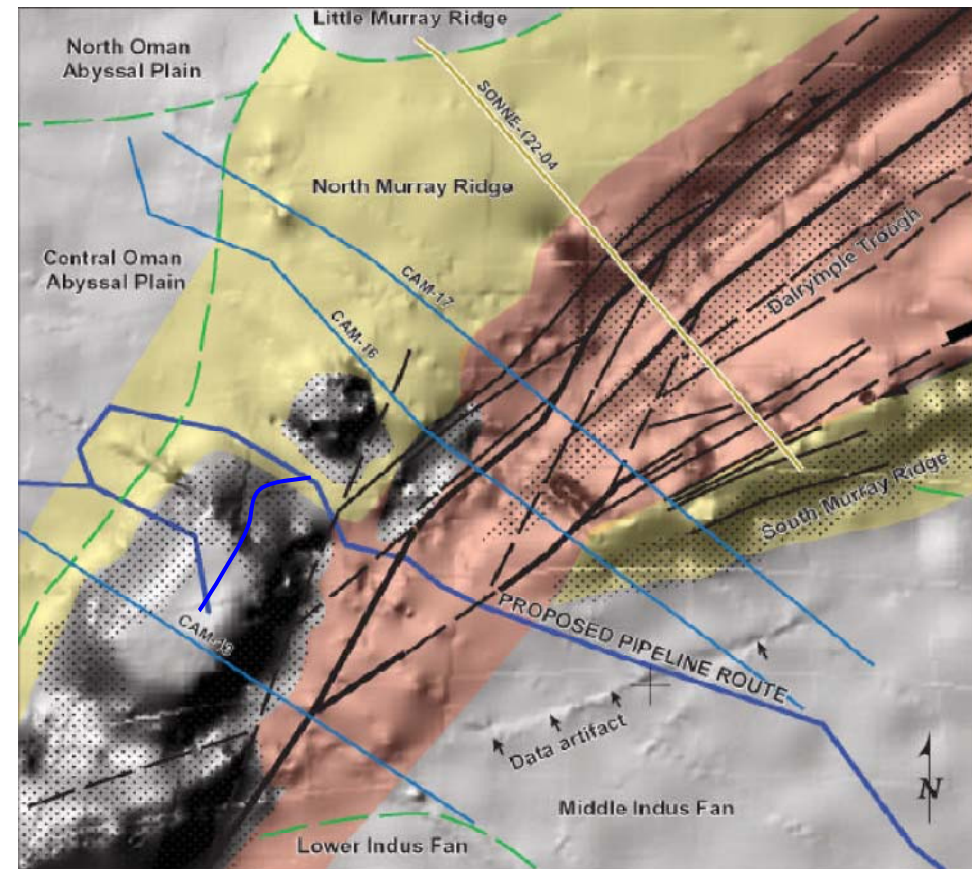 Little Murray Ridge
North Oman
Abyssal Plain
SONNE-122-04
North Murray Ridge
Central Oman
Abyssal Plain
CAM-17
CAM-16
Dalrymple Trough
South Murray Ridge
PROPOSED PIPELINE ROUTE
CAM-18
Data artifact
N
Middle Indus Fan
Lower Indus Fan